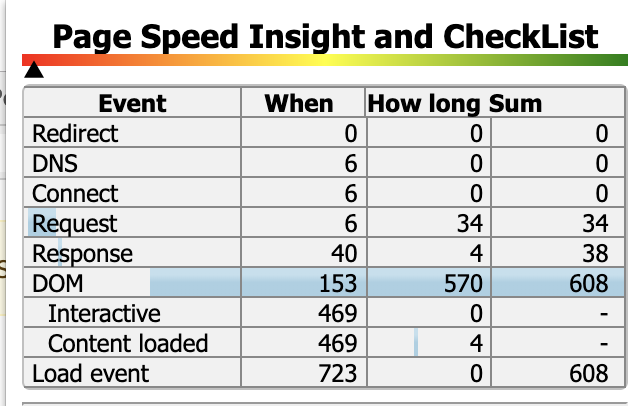 Page Speed Insight and CheckList
Event When How long Sum
Redirect 0 0 0
DNS 6 0 0
Connect 6 0 0
Request 6 34 34
Response 40 4 38
DOM 153 570 608
Interactive 469 0 -
Content loaded 469 4 -
Load event 723 0 608